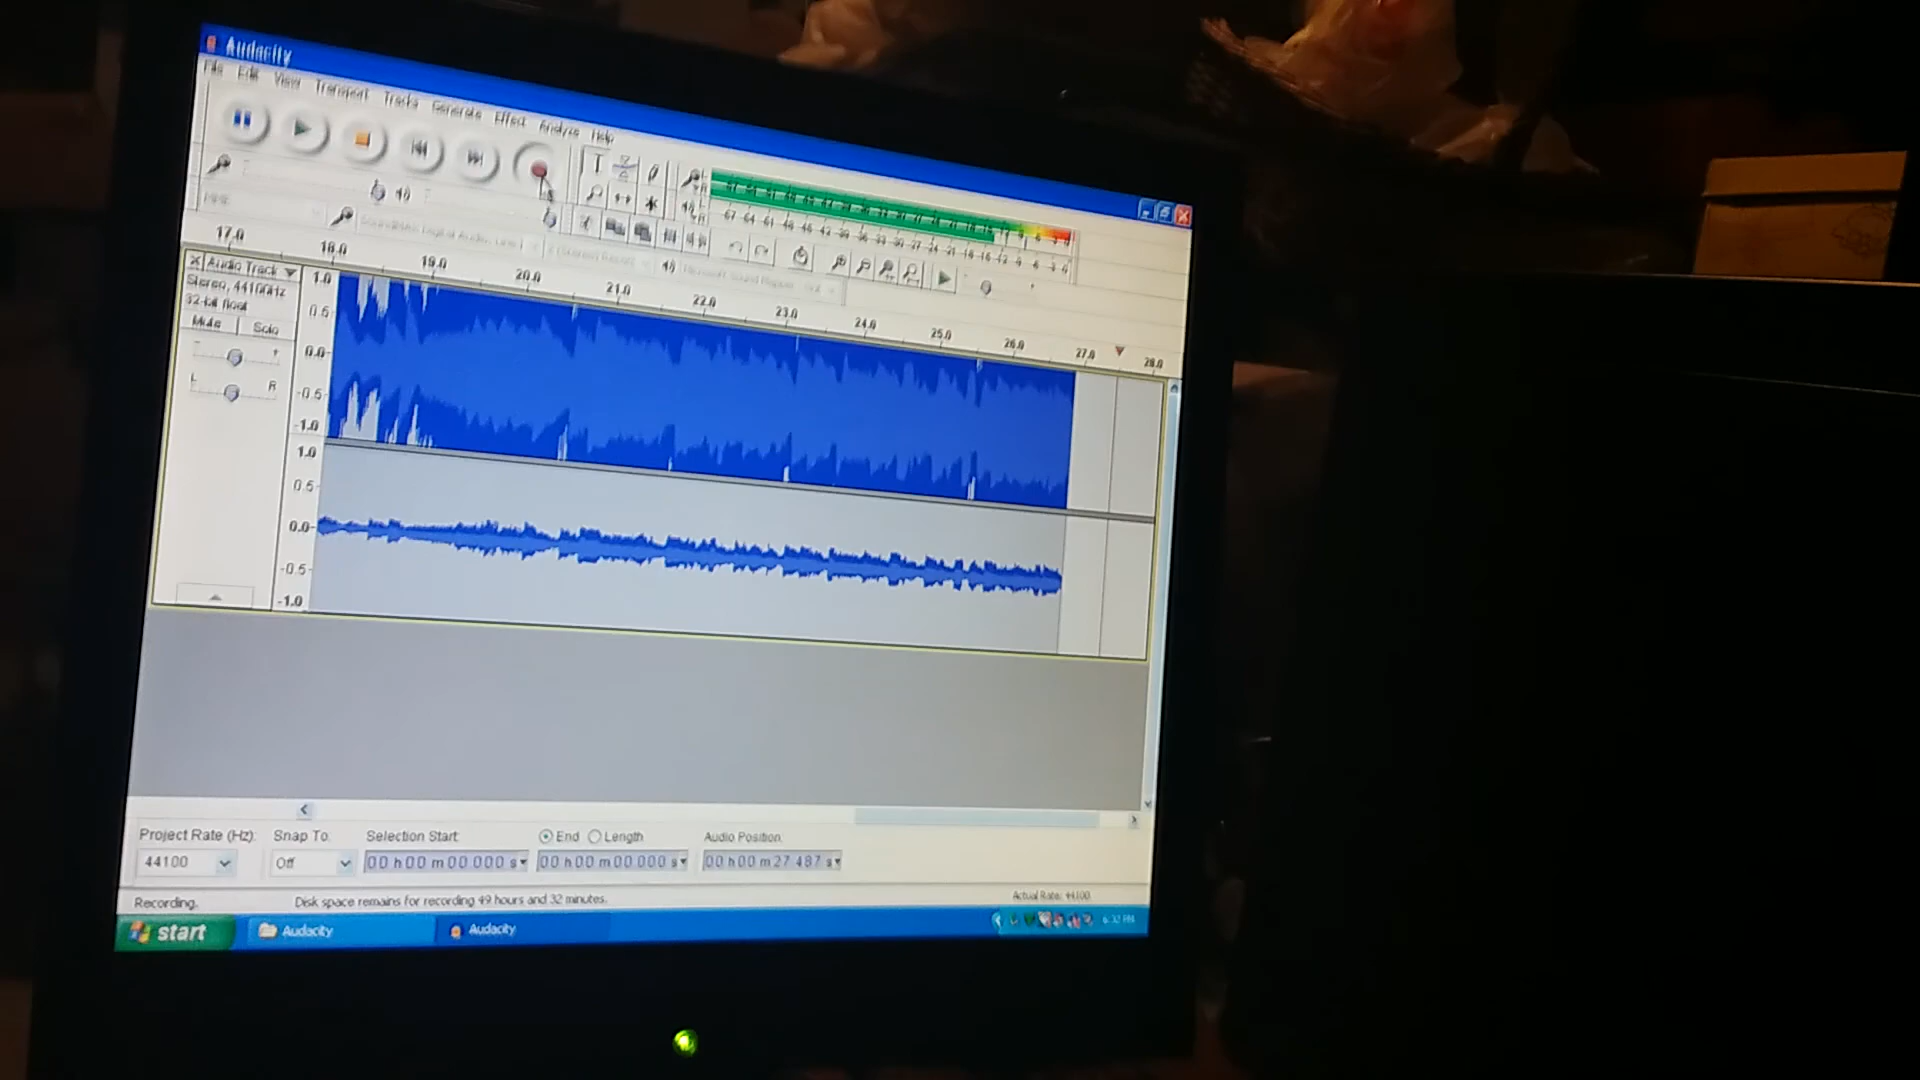 Audacity
File Edit View Transport Tracks Generate Effect Analyze Help
17.0 18.0 19.0 20.0 21.0 22.0 23.0 24.0 25.0 26.0 27.0 28.0
Audio Track
Stereo, 44100Hz
32-bit float
Mute Solo
L R
1.0
0.5
0.0
-0.5
-1.0
1.0
0.5
0.0
-0.5
-1.0
Project Rate (Hz): Snap To: Selection Start: End Length Audio Position:
44100 Off 00 h 00 m 00.000 s 00 h 00 m 00.000 s 00 h 00 m 27.487 s
Recording. Disk space remains for recording 49 hours and 32 minutes. Actual Rate: 44100
start Audacity Audacity 6:32 PM